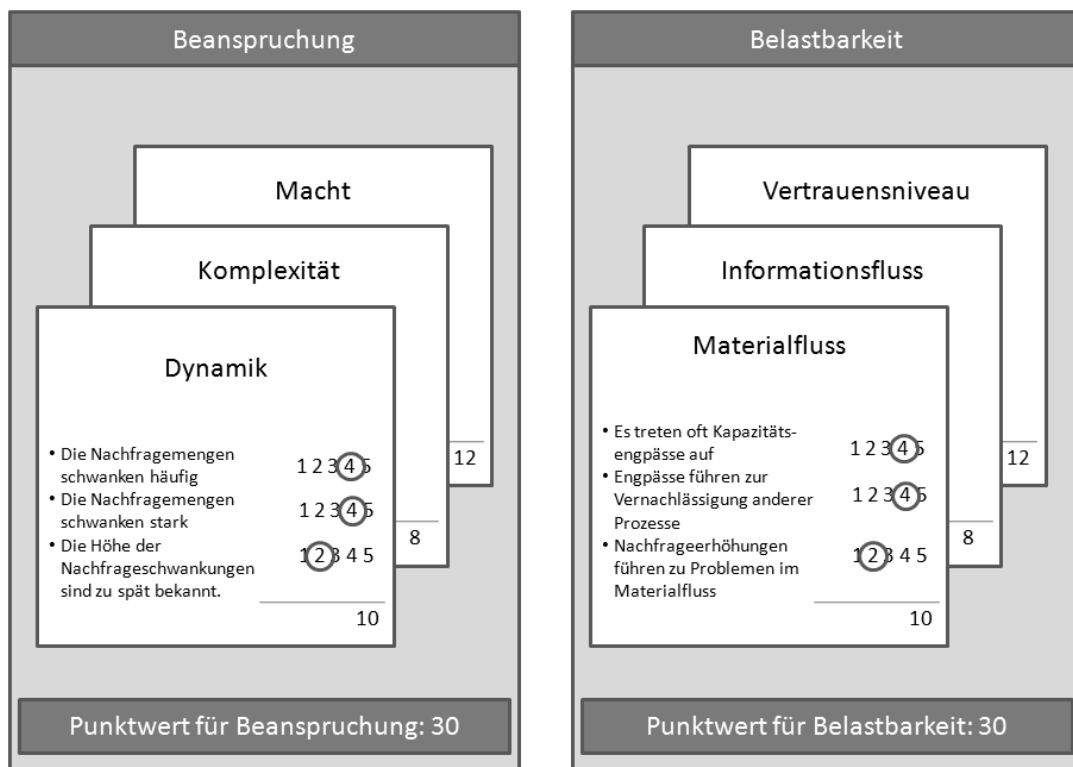 Beanspruchung
Macht
12
Komplexität
8
Dynamik
• Die Nachfragemengen
schwanken häufig
1 2 3 4 5
• Die Nachfragemengen
schwanken stark
1 2 3 4 5
• Die Höhe der
Nachfrageschwankungen
sind zu spät bekannt.
1 2 3 4 5
10
Punktwert für Beanspruchung: 30
Belastbarkeit
Vertrauensniveau
12
Informationsfluss
8
Materialfluss
• Es treten oft Kapazitäts-
engpässe auf
1 2 3 4 5
• Engpässe führen zur
Vernachlässigung anderer
Prozesse
1 2 3 4 5
• Nachfrageerhöhungen
führen zu Problemen im
Materialfluss
1 2 3 4 5
10
Punktwert für Belastbarkeit: 30